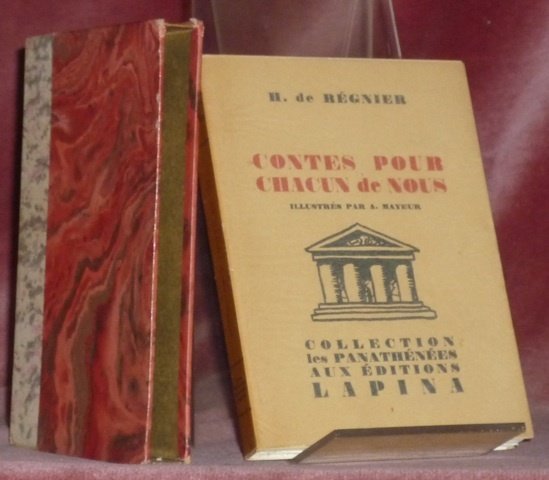 H. de RÉGNIER
CONTES POUR
CHACUN de NOUS
ILLUSTRÉS PAR A. MAYEUR
COLLECTION
les PANATHÉNÉES
AUX ÉDITIONS
LAPINA